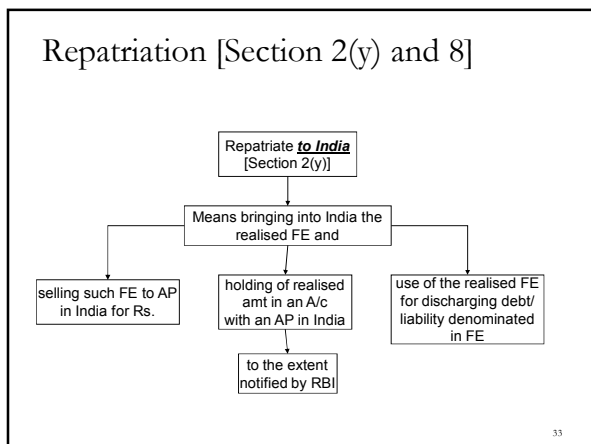 Repatriation [Section 2(y) and 8]
Repatriate to India
[Section 2(y)]
Means bringing into India the
realised FE and
selling such FE to AP
in India for Rs.
holding of realised
amt in an A/c
with an AP in India
to the extent
notified by RBI
use of the realised FE
for discharging debt/
liability denominated
in FE
33